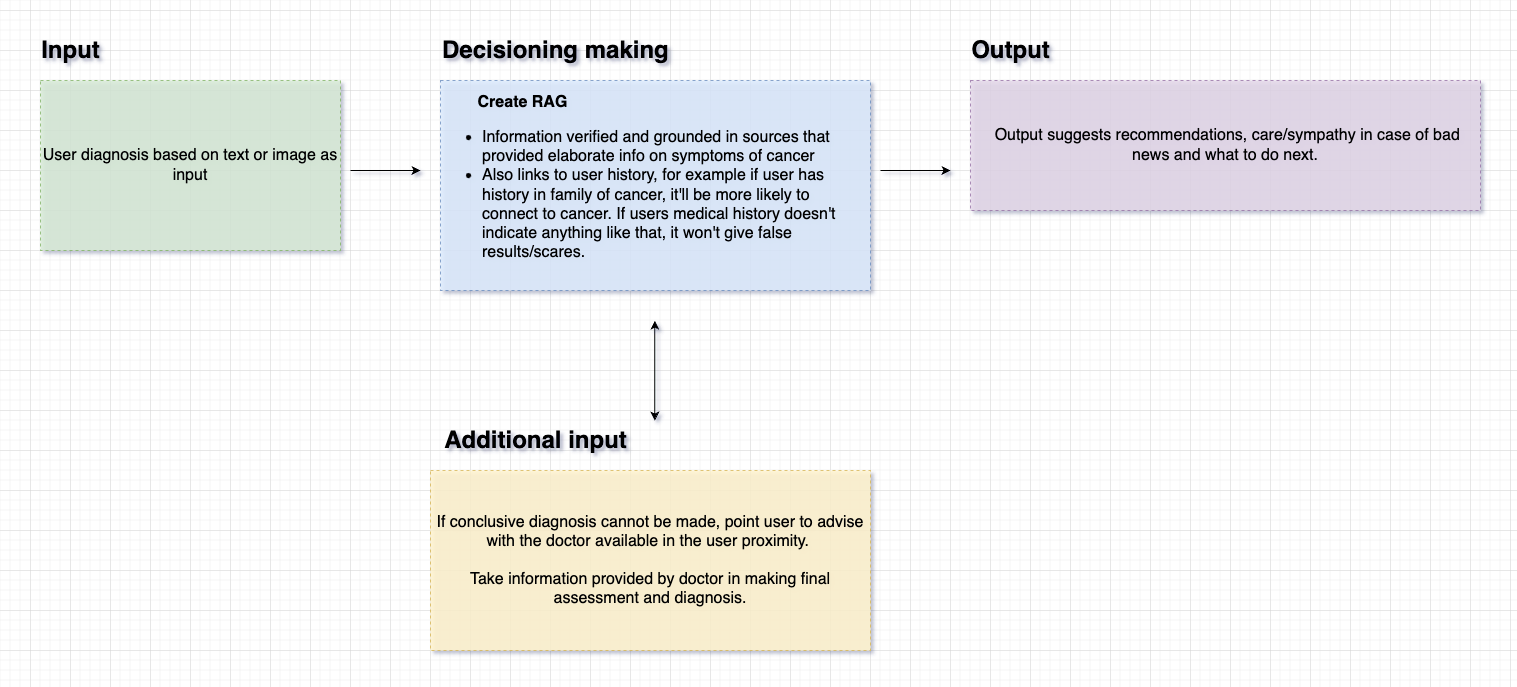 Input
User diagnosis based on text or image as
input
Decisioning making
Create RAG
• Information verified and grounded in sources that
provided elaborate info on symptoms of cancer
• Also links to user history, for example if user has
history in family of cancer, it'll be more likely to
connect to cancer. If users medical history doesn't
indicate anything like that, it won't give false
results/scares.
Output
Output suggests recommendations, care/sympathy in case of bad
news and what to do next.
Additional input
If conclusive diagnosis cannot be made, point user to advise
with the doctor available in the user proximity.
Take information provided by doctor in making final
assessment and diagnosis.